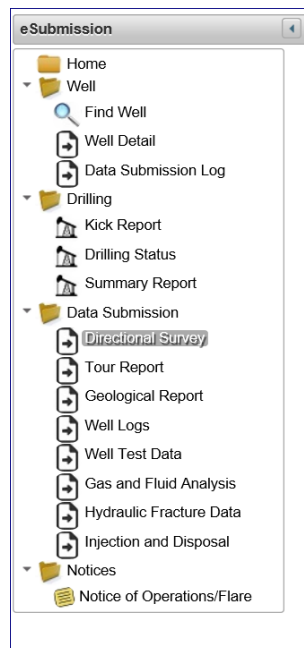 eSubmission
Home
Well
Find Well
Well Detail
Data Submission Log
Drilling
Kick Report
Drilling Status
Summary Report
Data Submission
Directional Survey
Tour Report
Geological Report
Well Logs
Well Test Data
Gas and Fluid Analysis
Hydraulic Fracture Data
Injection and Disposal
Notices
Notice of Operations/Flare